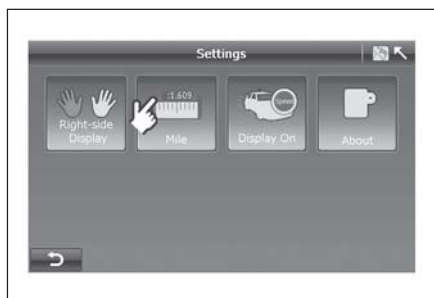 Settings
:1.609
Speed
Right-side
Display
Mile
Display On
About